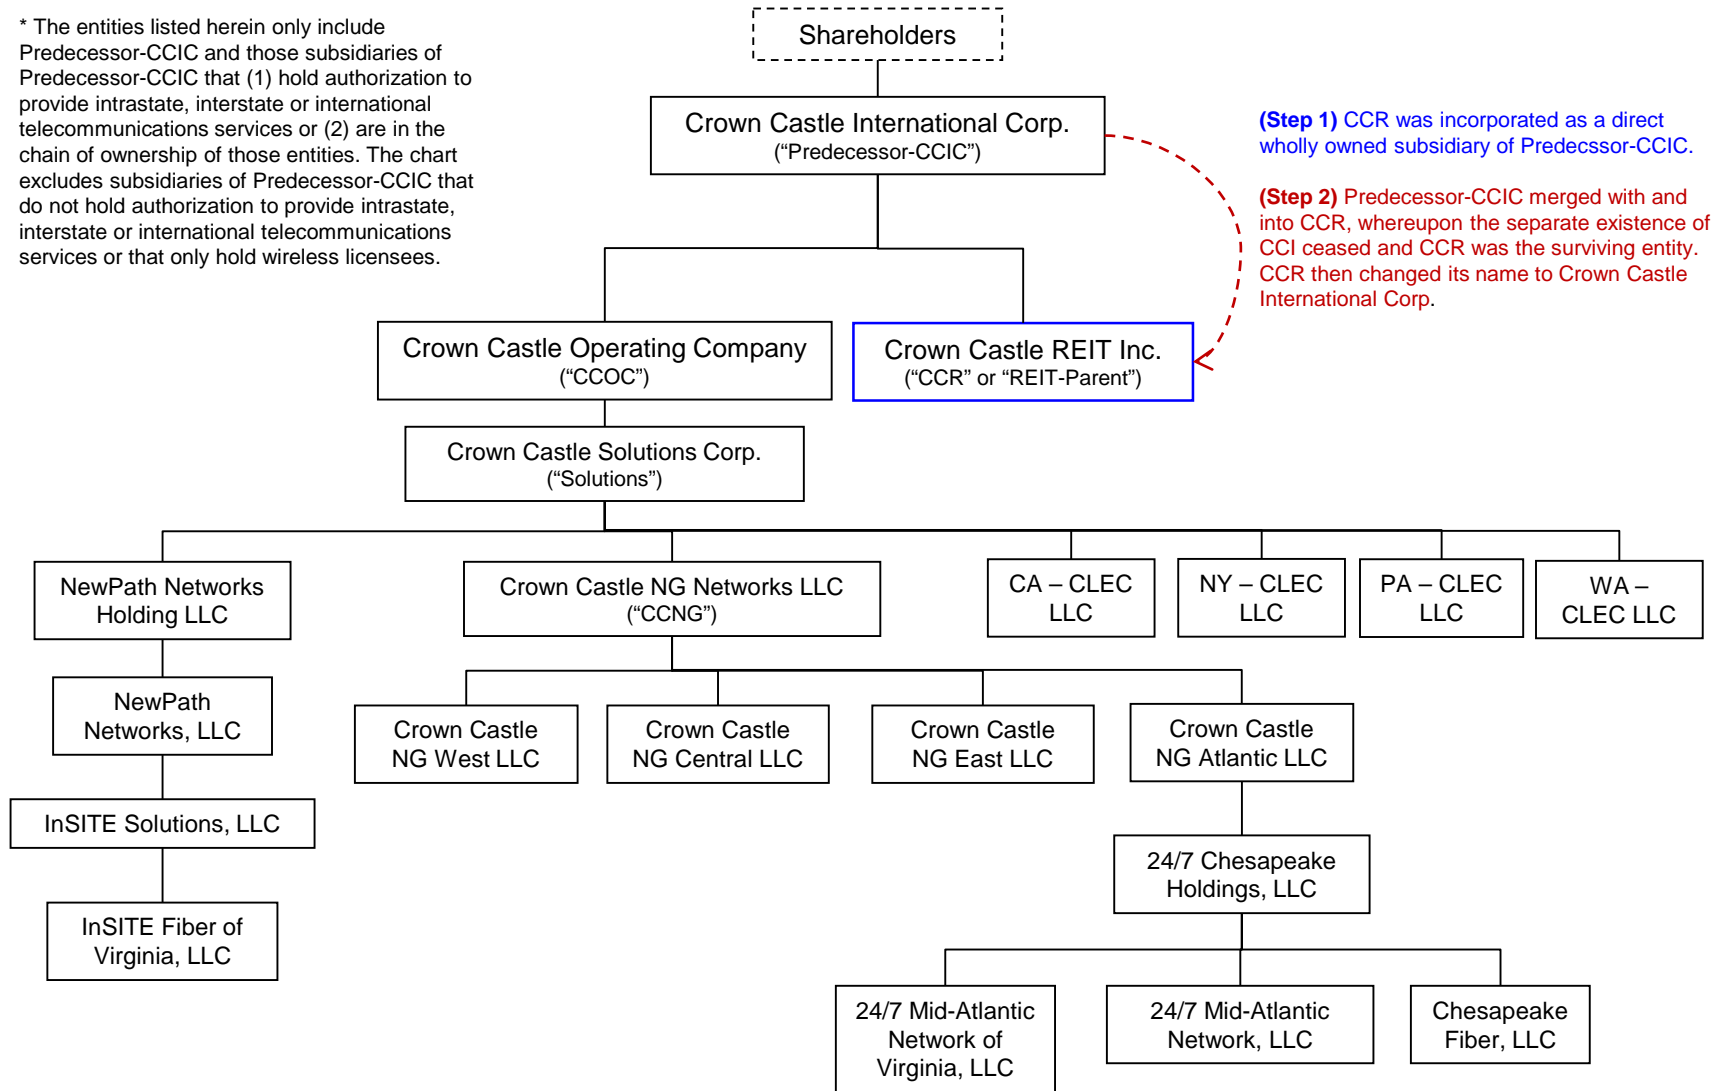 * The entities listed herein only include
Predecessor-CCIC and those subsidiaries of
Predecessor-CCIC that (1) hold authorization to
provide intrastate, interstate or international
telecommunications services or (2) are in the
chain of ownership of those entities. The chart
excludes subsidiaries of Predecessor-CCIC that
do not hold authorization to provide intrastate,
interstate or international telecommunications
services or that only hold wireless licensees.
Shareholders
Crown Castle International Corp.
(“Predecessor-CCIC”)
(Step 1) CCR was incorporated as a direct
wholly owned subsidiary of Predecssor-CCIC.
(Step 2) Predecessor-CCIC merged with and
into CCR, whereupon the separate existence of
CCI ceased and CCR was the surviving entity.
CCR then changed its name to Crown Castle
International Corp.
Crown Castle Operating Company
(“CCOC”)
Crown Castle REIT Inc.
(“CCR” or “REIT-Parent”)
Crown Castle Solutions Corp.
(“Solutions”)
NewPath Networks
Holding LLC
Crown Castle NG Networks LLC
(“CCNG”)
CA – CLEC
LLC
NY – CLEC
LLC
PA – CLEC
LLC
WA –
CLEC LLC
NewPath
Networks, LLC
Crown Castle
NG West LLC
Crown Castle
NG Central LLC
Crown Castle
NG East LLC
Crown Castle
NG Atlantic LLC
InSITE Solutions, LLC
24/7 Chesapeake
Holdings, LLC
InSITE Fiber of
Virginia, LLC
24/7 Mid-Atlantic
Network of
Virginia, LLC
24/7 Mid-Atlantic
Network, LLC
Chesapeake
Fiber, LLC